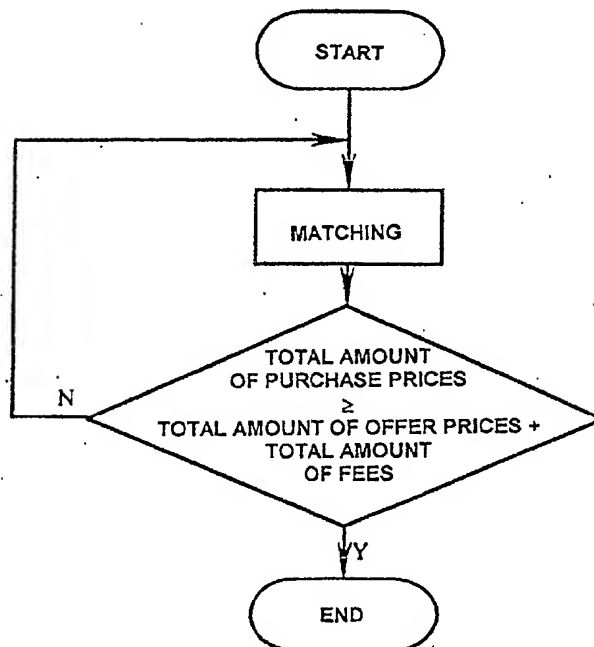 START
MATCHING
TOTAL AMOUNT
OF PURCHASE PRICES
≥
TOTAL AMOUNT OF OFFER PRICES +
TOTAL AMOUNT
OF FEES
N
Y
END